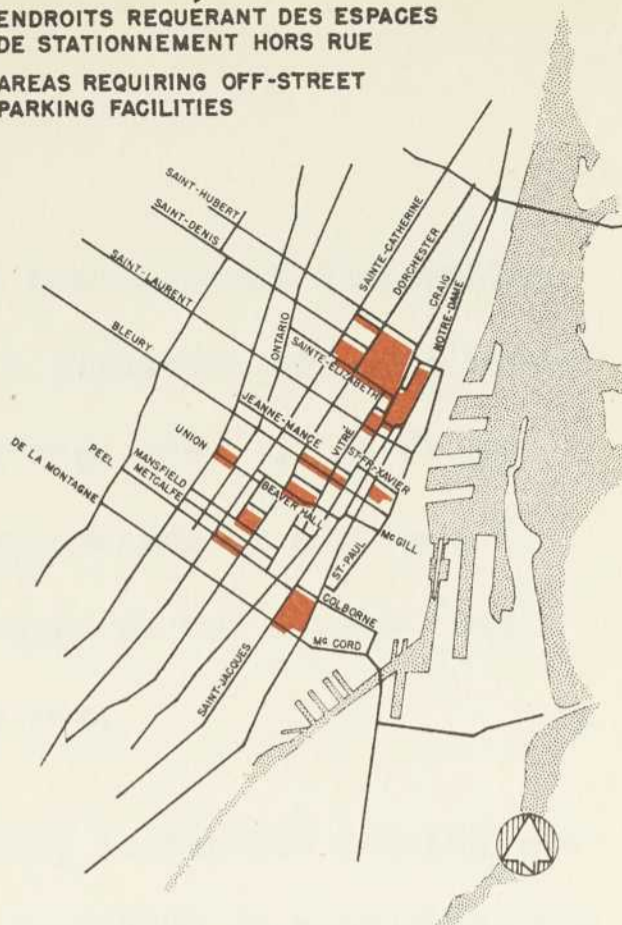 ENDROITS REQUÉRANT DES ESPACES
DE STATIONNEMENT HORS RUE
AREAS REQUIRING OFF-STREET
PARKING FACILITIES
SAINT-HUBERT
SAINT-DENIS
SAINT-LAURENT
BLEURY
SAINTE-CATHERINE
DORCHESTER
CRAIG
NOTRE-DAME
ONTARIO
SAINTE-ELIZABETH
JEANNE-MANCE
UNION
VITRÉ
ST-FR-XAVIER
PEEL
MANSFIELD
METCALFE
DE LA MONTAGNE
BEAVER HALL
McGILL
ST-PAUL
COLBORNE
Mc CORD
SAINT-JACQUES
N